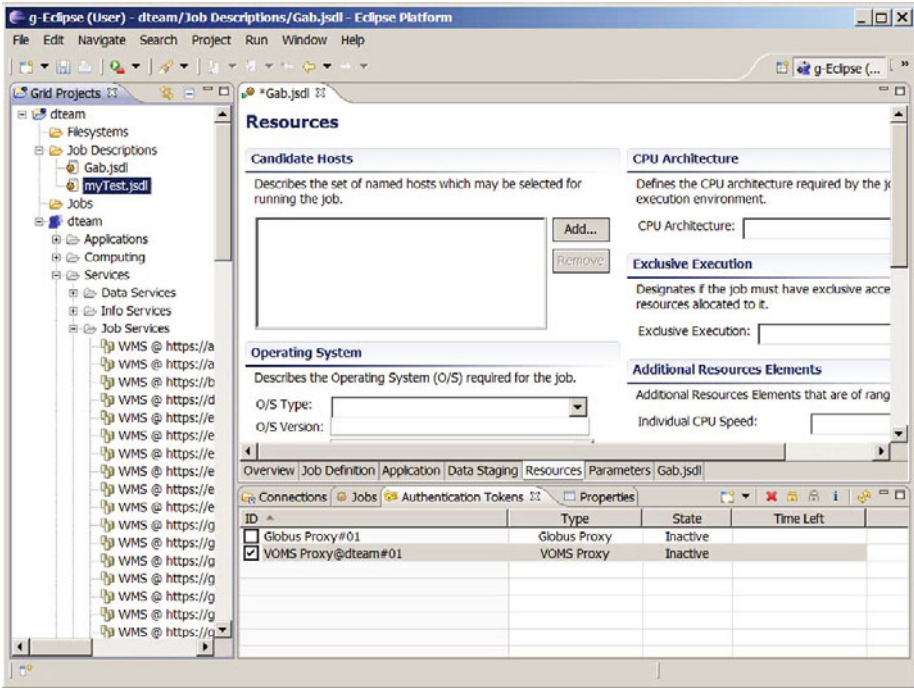 g-Eclipse (User) - dteam/Job Descriptions/Gab.jsdl - Eclipse Platform
File Edit Navigate Search Project Run Window Help
g-Eclipse (...
Grid Projects
dteam
Filesystems
Job Descriptions
Gab.jsdl
myTest.jsdl
Jobs
dteam
Applications
Computing
Services
Data Services
Info Services
Job Services
WMS @ https://a
WMS @ https://a
WMS @ https://b
WMS @ https://d
WMS @ https://e
WMS @ https://e
WMS @ https://e
WMS @ https://e
WMS @ https://e
WMS @ https://e
WMS @ https://g
WMS @ https://g
WMS @ https://g
WMS @ https://g
WMS @ https://g
WMS @ https://g
WMS @ https://g
*Gab.jsdl
Resources
Candidate Hosts
Describes the set of named hosts which may be selected for
running the job.
Add...
Remove
Operating System
Describes the Operating System (O/S) required for the job.
O/S Type:
O/S Version:
CPU Architecture
Defines the CPU architecture required by the jo
execution environment.
CPU Architecture:
Exclusive Execution
Designates if the job must have exclusive acce
resources allocated to it.
Exclusive Execution:
Additional Resources Elements
Additional Resources Elements that are of rang
Individual CPU Speed:
Overview Job Definition Application Data Staging Resources Parameters Gab.jsdl
Connections Jobs Authentication Tokens Properties
ID Type State Time Left
Globus Proxy#01 Globus Proxy Inactive
VOMS Proxy@dteam#01 VOMS Proxy Inactive